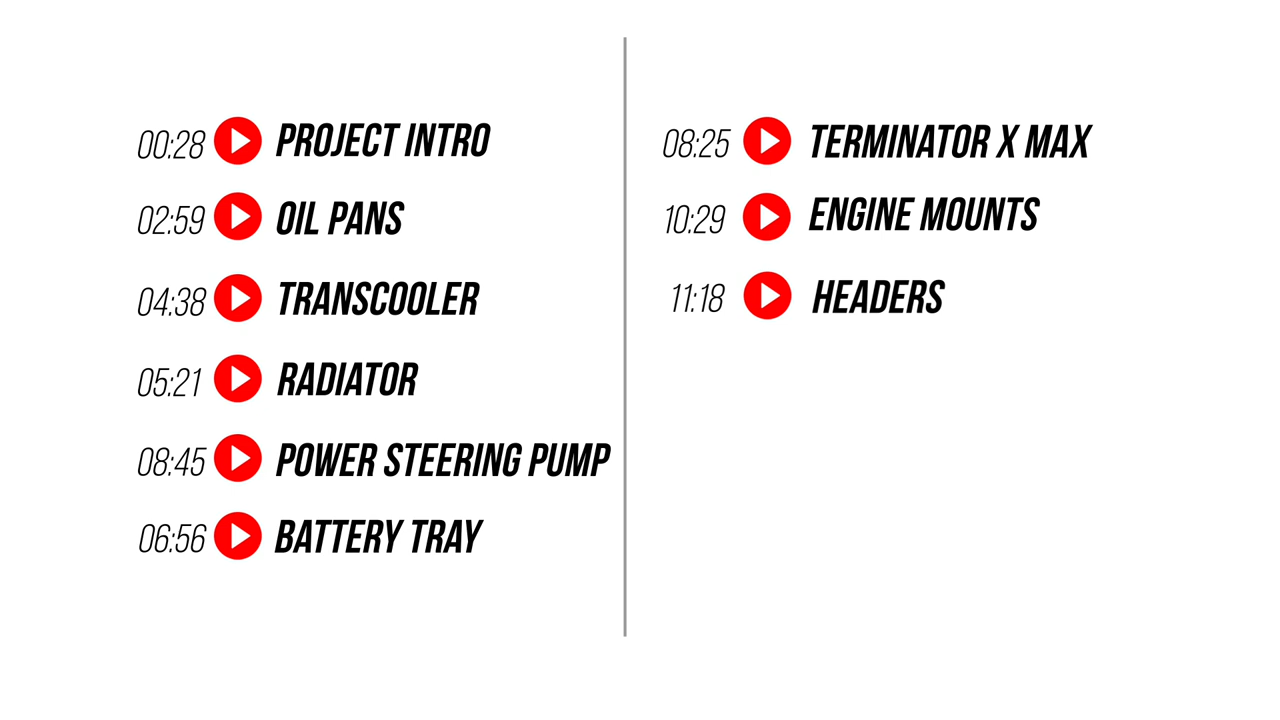 00:28 PROJECT INTRO
02:59 OIL PANS
04:38 TRANSCOOLER
05:21 RADIATOR
08:45 POWER STEERING PUMP
06:56 BATTERY TRAY
08:25 TERMINATOR X MAX
10:29 ENGINE MOUNTS
11:18 HEADERS